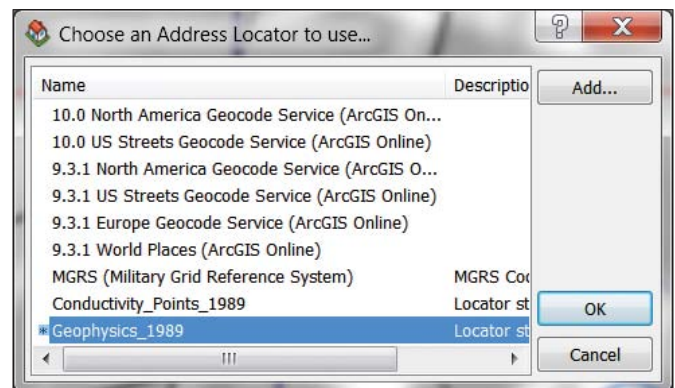 Choose an Address Locator to use...
Name Descriptio
Add...
10.0 North America Geocode Service (ArcGIS On...
10.0 US Streets Geocode Service (ArcGIS Online)
9.3.1 North America Geocode Service (ArcGIS O...
9.3.1 US Streets Geocode Service (ArcGIS Online)
9.3.1 Europe Geocode Service (ArcGIS Online)
9.3.1 World Places (ArcGIS Online)
MGRS (Military Grid Reference System) MGRS Coo
Conductivity_Points_1989 Locator st
OK
* Geophysics_1989 Locator st
Cancel